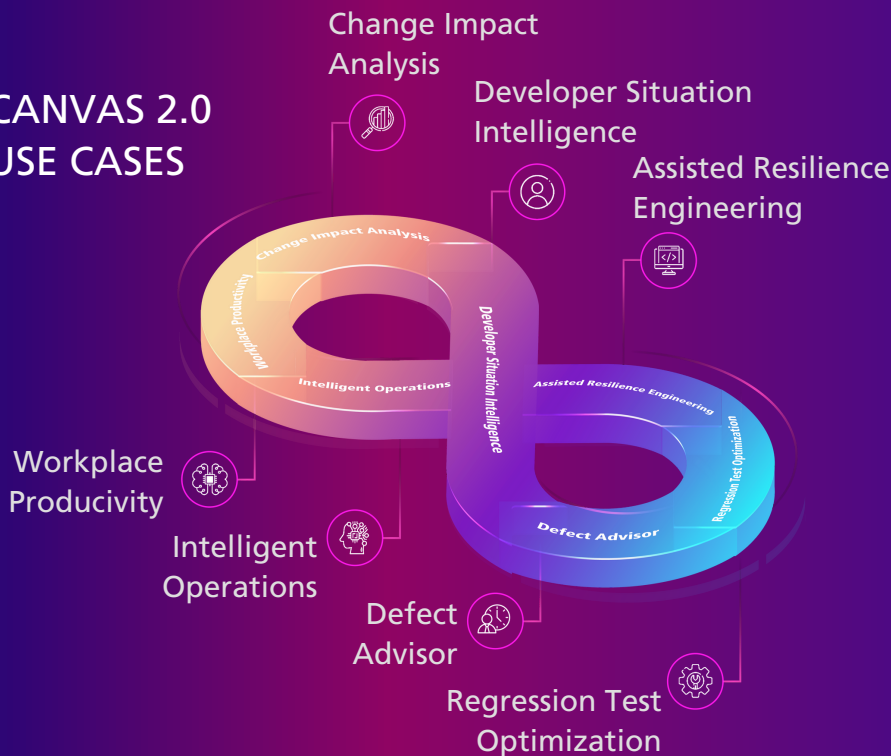 Change Impact
Analysis
CANVAS 2.0
USE CASES
Developer Situation
Intelligence
Assisted Resilience
Engineering
Change Impact Analysis
Workplace Productivity
Intelligent Operations
Developer Situation Intelligence
Assisted Resilience Engineering
Regression Test Optimization
Defect Advisor
Workplace
Producivity
Intelligent
Operations
Defect
Advisor
Regression Test
Optimization